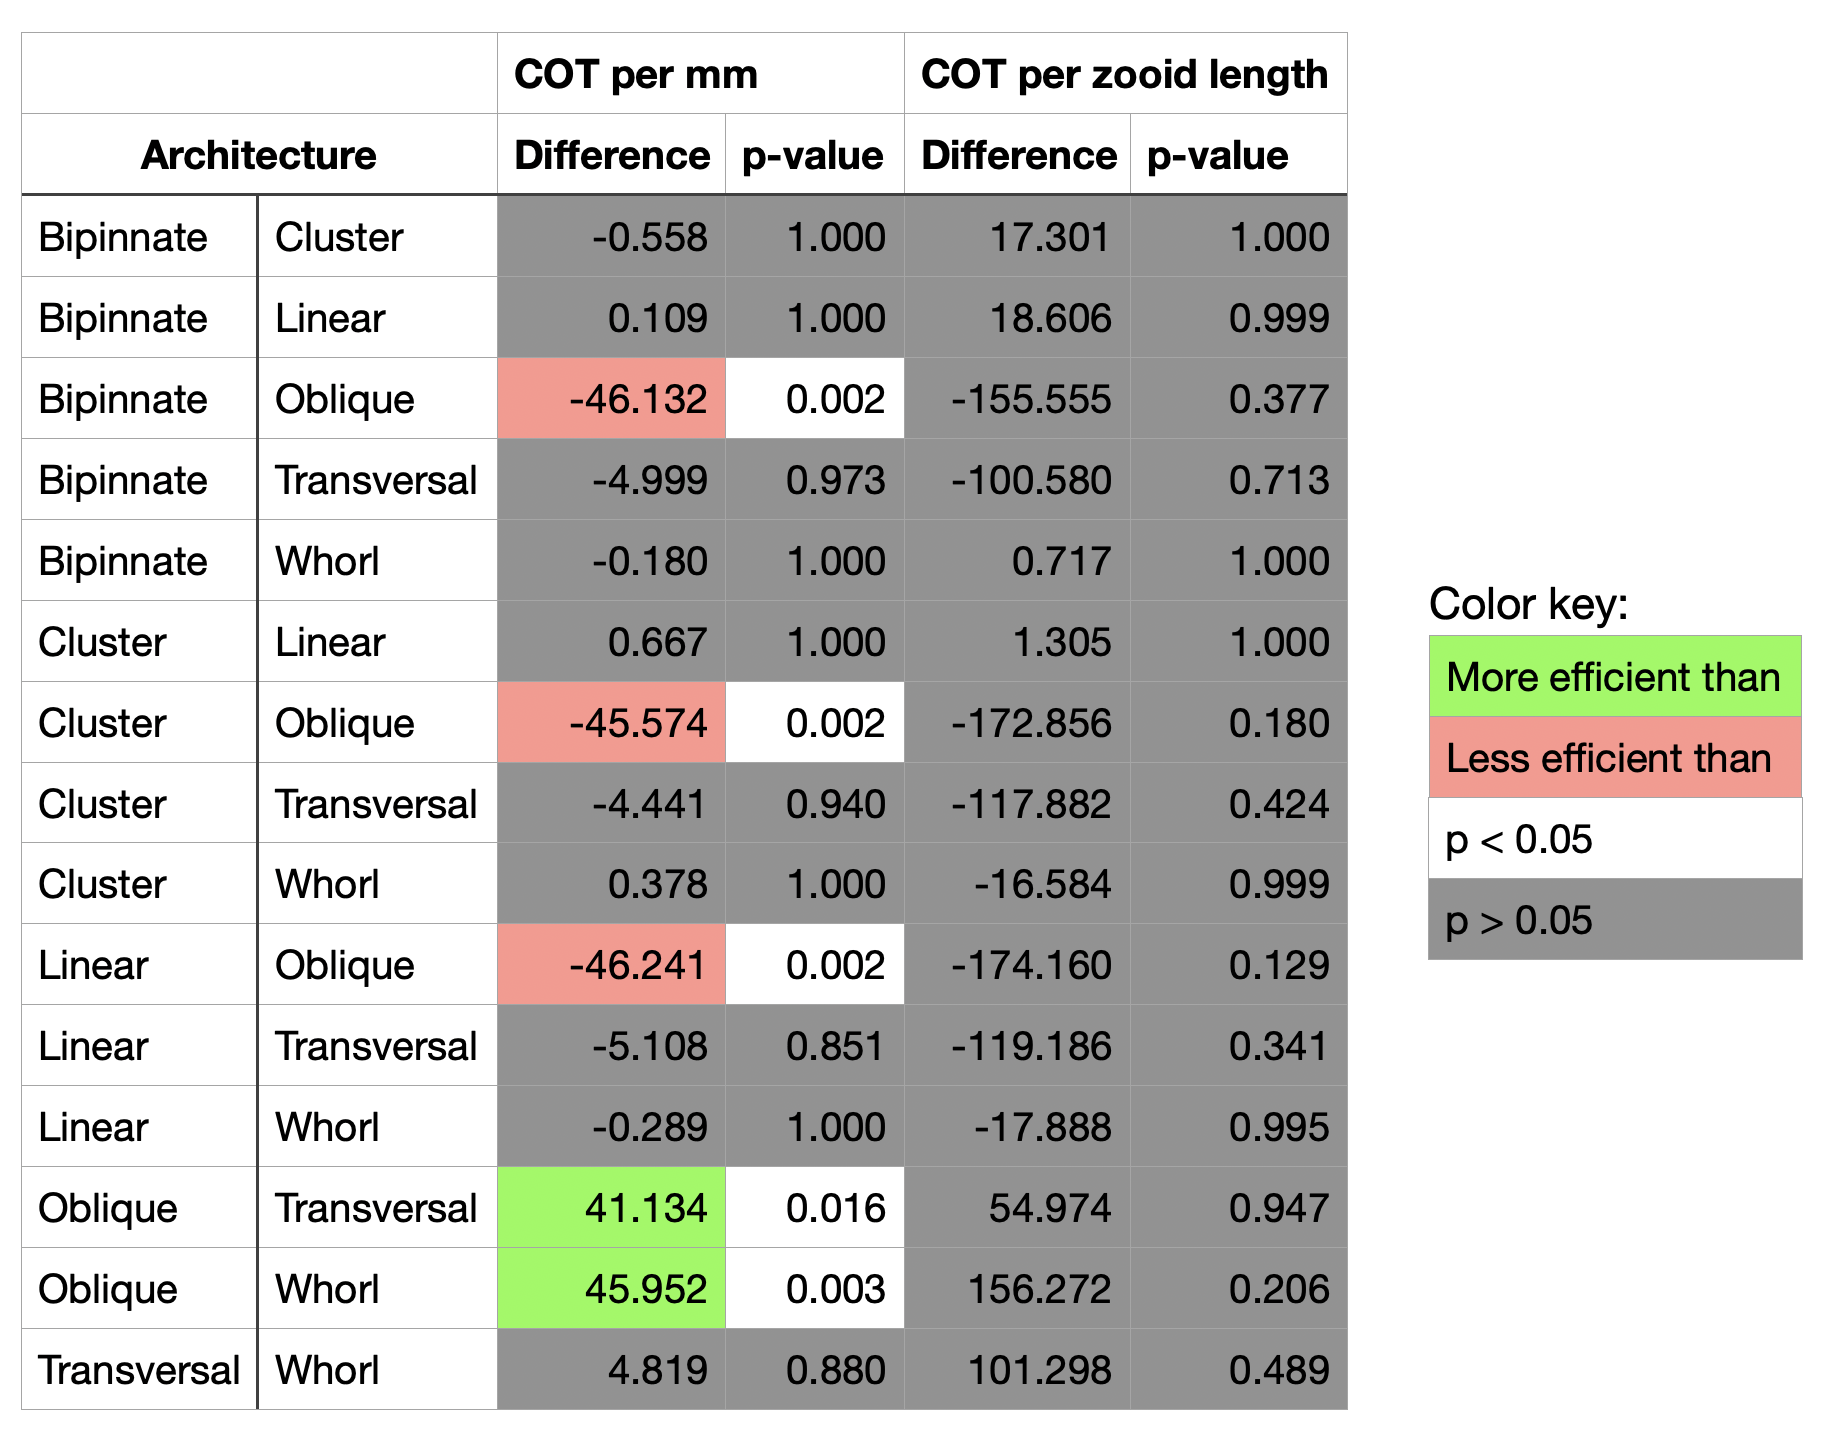 COT per mm COT per zooid length
Architecture Difference p-value Difference p-value
Bipinnate Cluster -0.558 1.000 17.301 1.000
Bipinnate Linear 0.109 1.000 18.606 0.999
Bipinnate Oblique -46.132 0.002 -155.555 0.377
Bipinnate Transversal -4.999 0.973 -100.580 0.713
Bipinnate Whorl -0.180 1.000 0.717 1.000
Cluster Linear 0.667 1.000 1.305 1.000
Cluster Oblique -45.574 0.002 -172.856 0.180
Cluster Transversal -4.441 0.940 -117.882 0.424
Cluster Whorl 0.378 1.000 -16.584 0.999
Linear Oblique -46.241 0.002 -174.160 0.129
Linear Transversal -5.108 0.851 -119.186 0.341
Linear Whorl -0.289 1.000 -17.888 0.995
Oblique Transversal 41.134 0.016 54.974 0.947
Oblique Whorl 45.952 0.003 156.272 0.206
Transversal Whorl 4.819 0.880 101.298 0.489
Color key:
More efficient than
Less efficient than
p < 0.05
p > 0.05